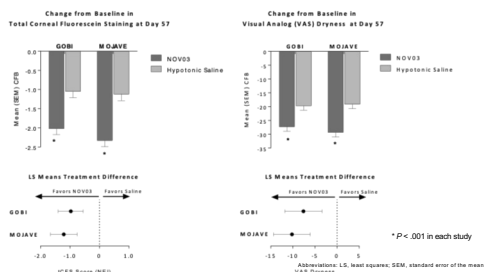 Change from Baseline in
Total Corneal Fluorescein Staining at Day 57
GOBI
MOJAVE
NOV03
Hypotonic Saline
Mean (SEM) CFB
0.0
-0.5
-1.0
-1.5
-2.0
-2.5
*
*
LS Means Treatment Difference
Favors NOV03
Favors Saline
GOBI
MOJAVE
-2.0
-1.0
0.0
1.0
tCFS Score (NEI)
Change from Baseline in
Visual Analog (VAS) Dryness at Day 57
GOBI
MOJAVE
NOV03
Hypotonic Saline
Mean (SEM) CFB
0
-5
-10
-15
-20
-25
-30
-35
*
*
LS Means Treatment Difference
Favors NOV03
Favors Saline
GOBI
MOJAVE
-15
-10
-5
0
5
VAS Dryness
* P < .001 in each study
Abbreviations: LS, least squares; SEM, standard error of the mean